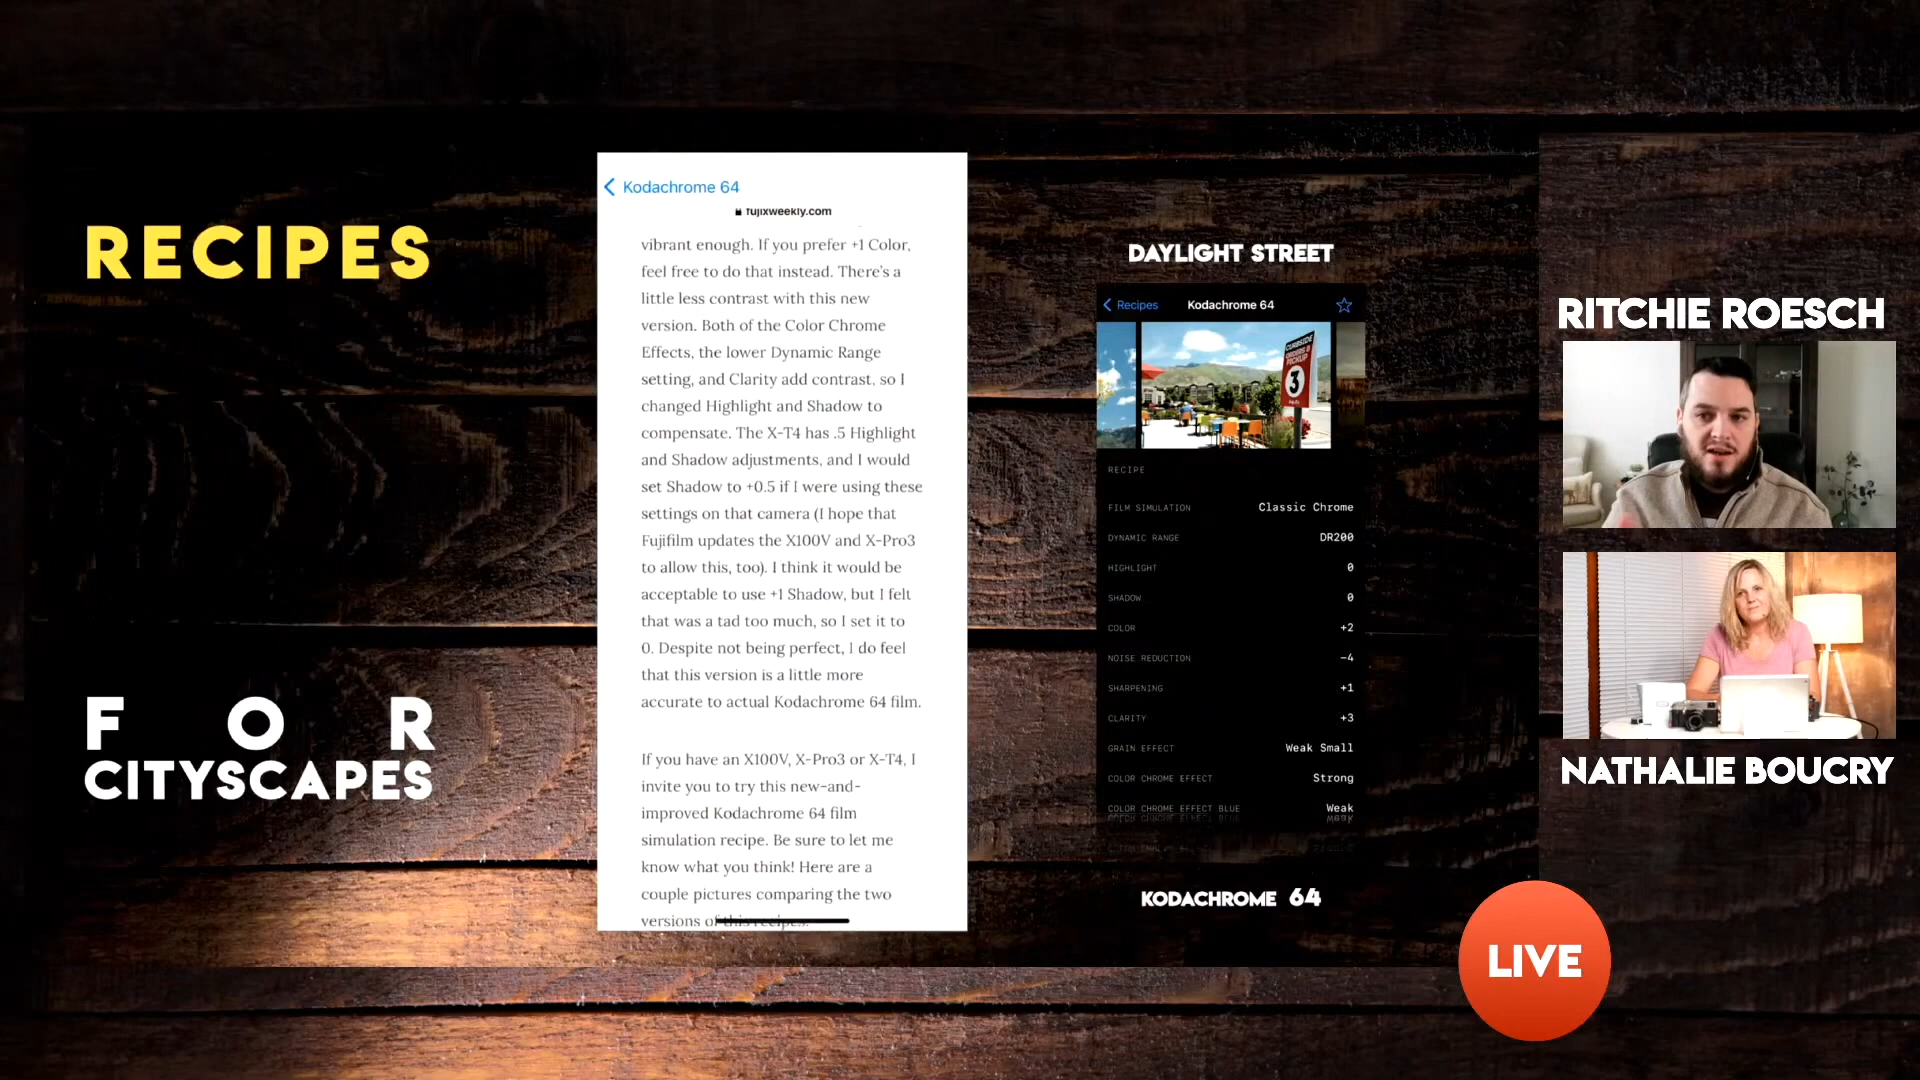 RECIPES
FOR
CITYSCAPES
Kodachrome 64
fujixweekly.com
vibrant enough. If you prefer +1 Color,
feel free to do that instead. There's a
little less contrast with this new
version. Both of the Color Chrome
Effects, the lower Dynamic Range
setting, and Clarity add contrast, so I
changed Highlight and Shadow to
compensate. The X-T4 has .5 Highlight
and Shadow adjustments, and I would
set Shadow to +0.5 if I were using these
settings on that camera (I hope that
Fujifilm updates the X100V and X-Pro3
to allow this, too). I think it would be
acceptable to use +1 Shadow, but I felt
that was a tad too much, so I set it to
0. Despite not being perfect, I do feel
that this version is a little more
accurate to actual Kodachrome 64 film.
If you have an X100V, X-Pro3 or X-T4, I
invite you to try this new-and-
improved Kodachrome 64 film
simulation recipe. Be sure to let me
know what you think! Here are a
couple pictures comparing the two
versions of this recipe:
DAYLIGHT STREET
Recipes Kodachrome 64
CURBSIDE
ORDERS &
PICKUP
3
RECIPE
FILM SIMULATION Classic Chrome
DYNAMIC RANGE DR200
HIGHLIGHT 0
SHADOW 0
COLOR +2
NOISE REDUCTION -4
SHARPENING +1
CLARITY +3
GRAIN EFFECT Weak Small
COLOR CHROME EFFECT Strong
COLOR CHROME EFFECT BLUE Weak
KODACHROME 64
RITCHIE ROESCH
NATHALIE BOUCRY
LIVE